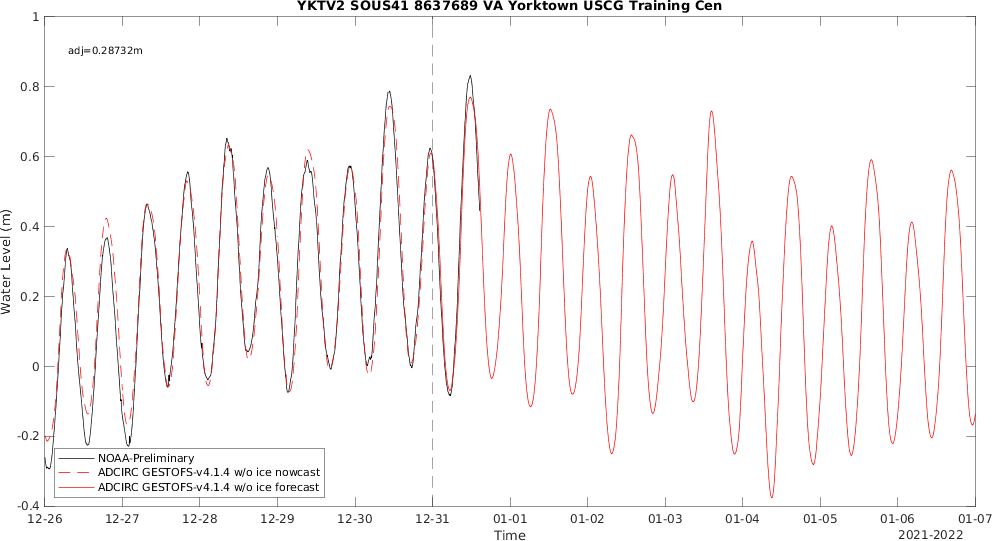 YKTV2 SOUS41 8637689 VA Yorktown USCG Training Cen
adj=0.28732m
Water Level (m)
1
0.8
0.6
0.4
0.2
0
-0.2
-0.4
NOAA-Preliminary
ADCIRC GESTOFS-v4.1.4 w/o ice nowcast
ADCIRC GESTOFS-v4.1.4 w/o ice forecast
12-26 12-27 12-28 12-29 12-30 12-31 01-01 01-02 01-03 01-04 01-05 01-06 01-07
Time
2021-2022